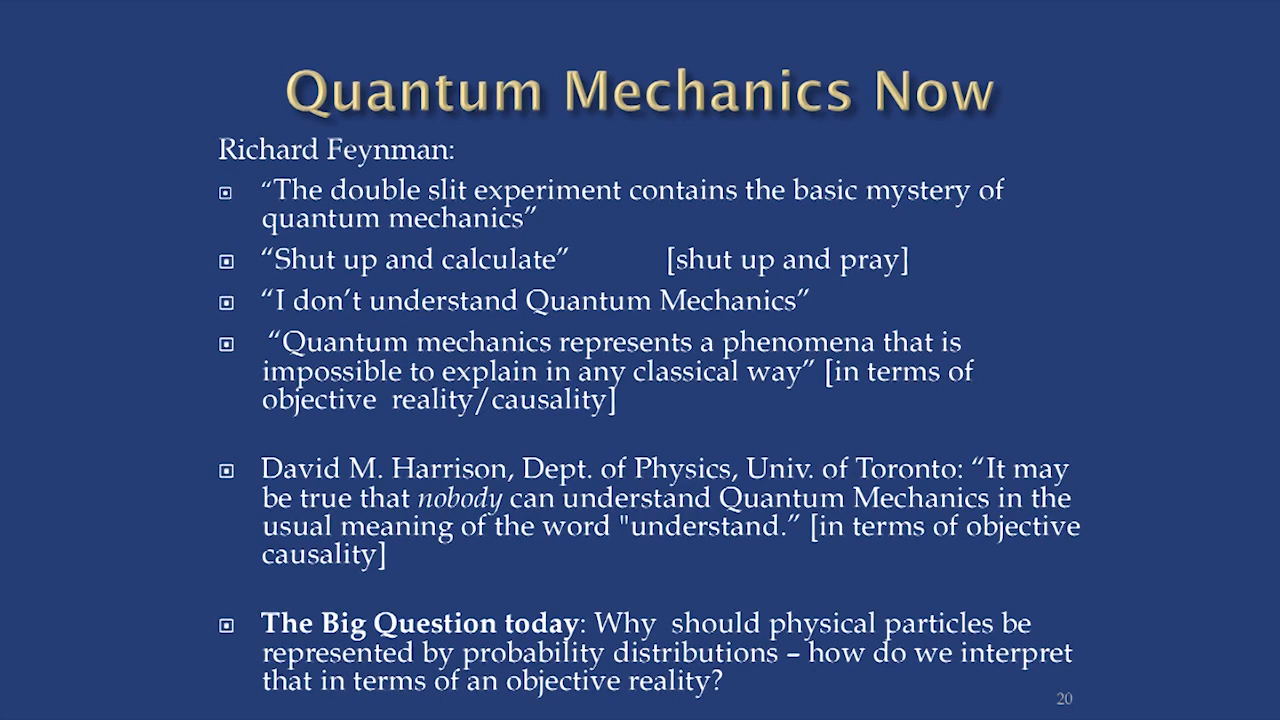 Quantum Mechanics Now
Richard Feynman:
“The double slit experiment contains the basic mystery of
quantum mechanics”
“Shut up and calculate” [shut up and pray]
“I don’t understand Quantum Mechanics”
“Quantum mechanics represents a phenomena that is
impossible to explain in any classical way” [in terms of
objective reality/causality]
David M. Harrison, Dept. of Physics, Univ. of Toronto: “It may
be true that nobody can understand Quantum Mechanics in the
usual meaning of the word "understand.” [in terms of objective
causality]
The Big Question today: Why should physical particles be
represented by probability distributions – how do we interpret
that in terms of an objective reality?
20